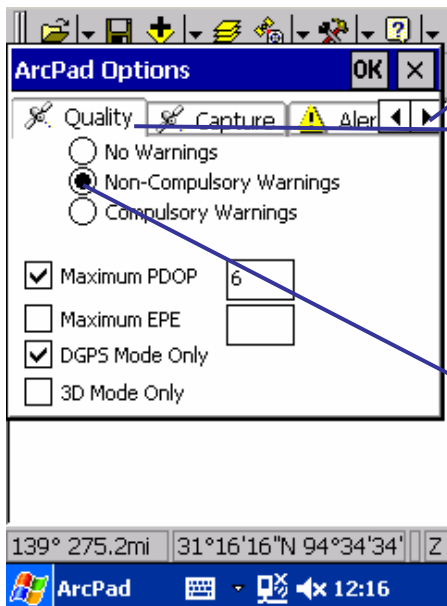 ArcPad Options OK
Quality Capture Aler
No Warnings
Non-Compulsory Warnings
Compulsory Warnings
Maximum PDOP 6
Maximum EPE
DGPS Mode Only
3D Mode Only
139° 275.2mi 31°16'16"N 94°34'34' Z
ArcPad 12:16